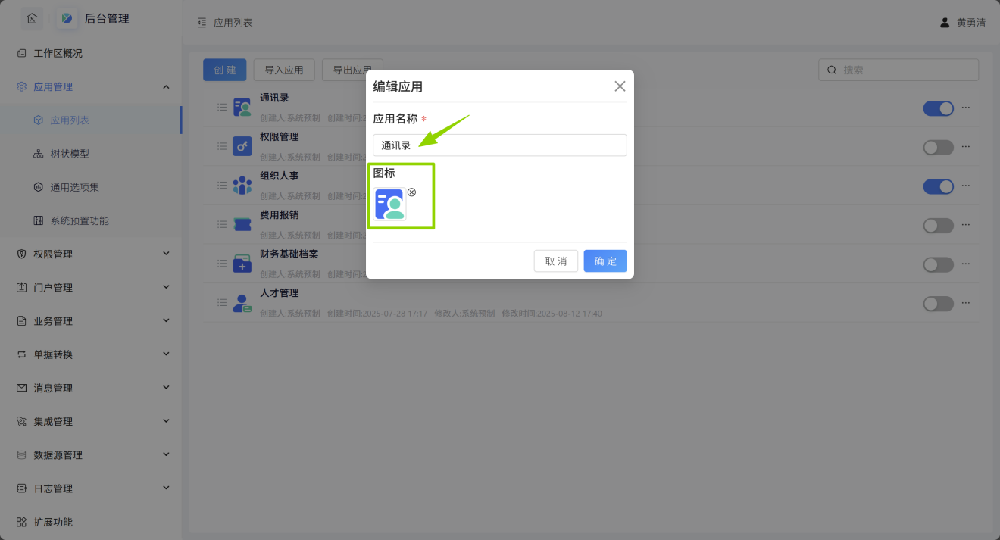 后台管理
工作区概况
应用管理
应用列表
树状模型
通用选项集
系统预置功能
权限管理
门户管理
业务管理
单据转换
消息管理
集成管理
数据源管理
日志管理
扩展功能
应用列表
黄勇清
创 建
导入应用
导出应用
搜索
通讯录
创建人:系统预制 创建时间:2
权限管理
创建人:系统预制 创建时间:2
组织人事
创建人:系统预制 创建时间:2
费用报销
创建人:系统预制 创建时间:2
财务基础档案
创建人:系统预制 创建时间:2
人才管理
创建人:系统预制 创建时间:2025-07-28 17:17 修改人:系统预制 修改时间:2025-08-12 17:40
编辑应用
应用名称 *
通讯录
图标
取 消
确 定